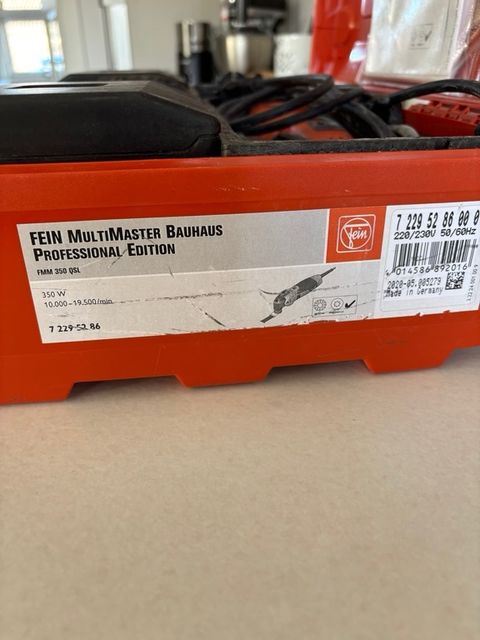 FEIN MULTIMASTER BAUHAUS
PROFESSIONAL EDITION
FMM 350 QSL
350 W
10.000–19.500/min
7 229 52 86
Fein
7 229 52 86 00 0
220/230V 50/60Hz
014586 892016
2020-05.005279
Made in Germany